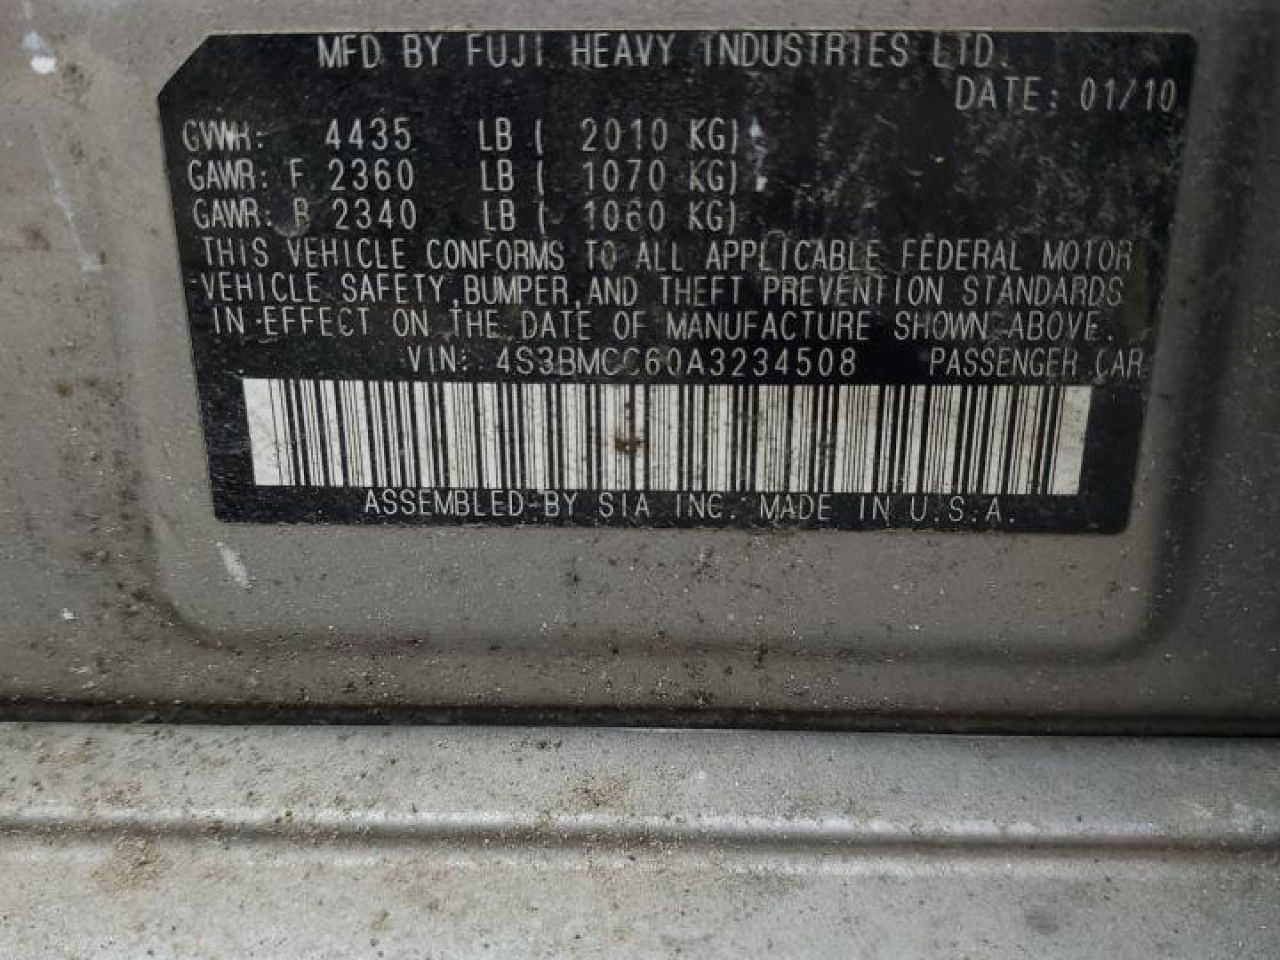 MFD BY FUJI HEAVY INDUSTRIES LTD.
DATE: 01/10
GVWR: 4435 LB ( 2010 KG)
GAWR: F 2360 LB ( 1070 KG)
GAWR: R 2340 LB ( 1060 KG)
THIS VEHICLE CONFORMS TO ALL APPLICABLE FEDERAL MOTOR
VEHICLE SAFETY,BUMPER,AND THEFT PREVENTION STANDARDS
IN EFFECT ON THE DATE OF MANUFACTURE SHOWN ABOVE.
VIN: 4S3BMCC60A3234508 PASSENGER CAR
ASSEMBLED BY SIA INC. MADE IN U.S.A.